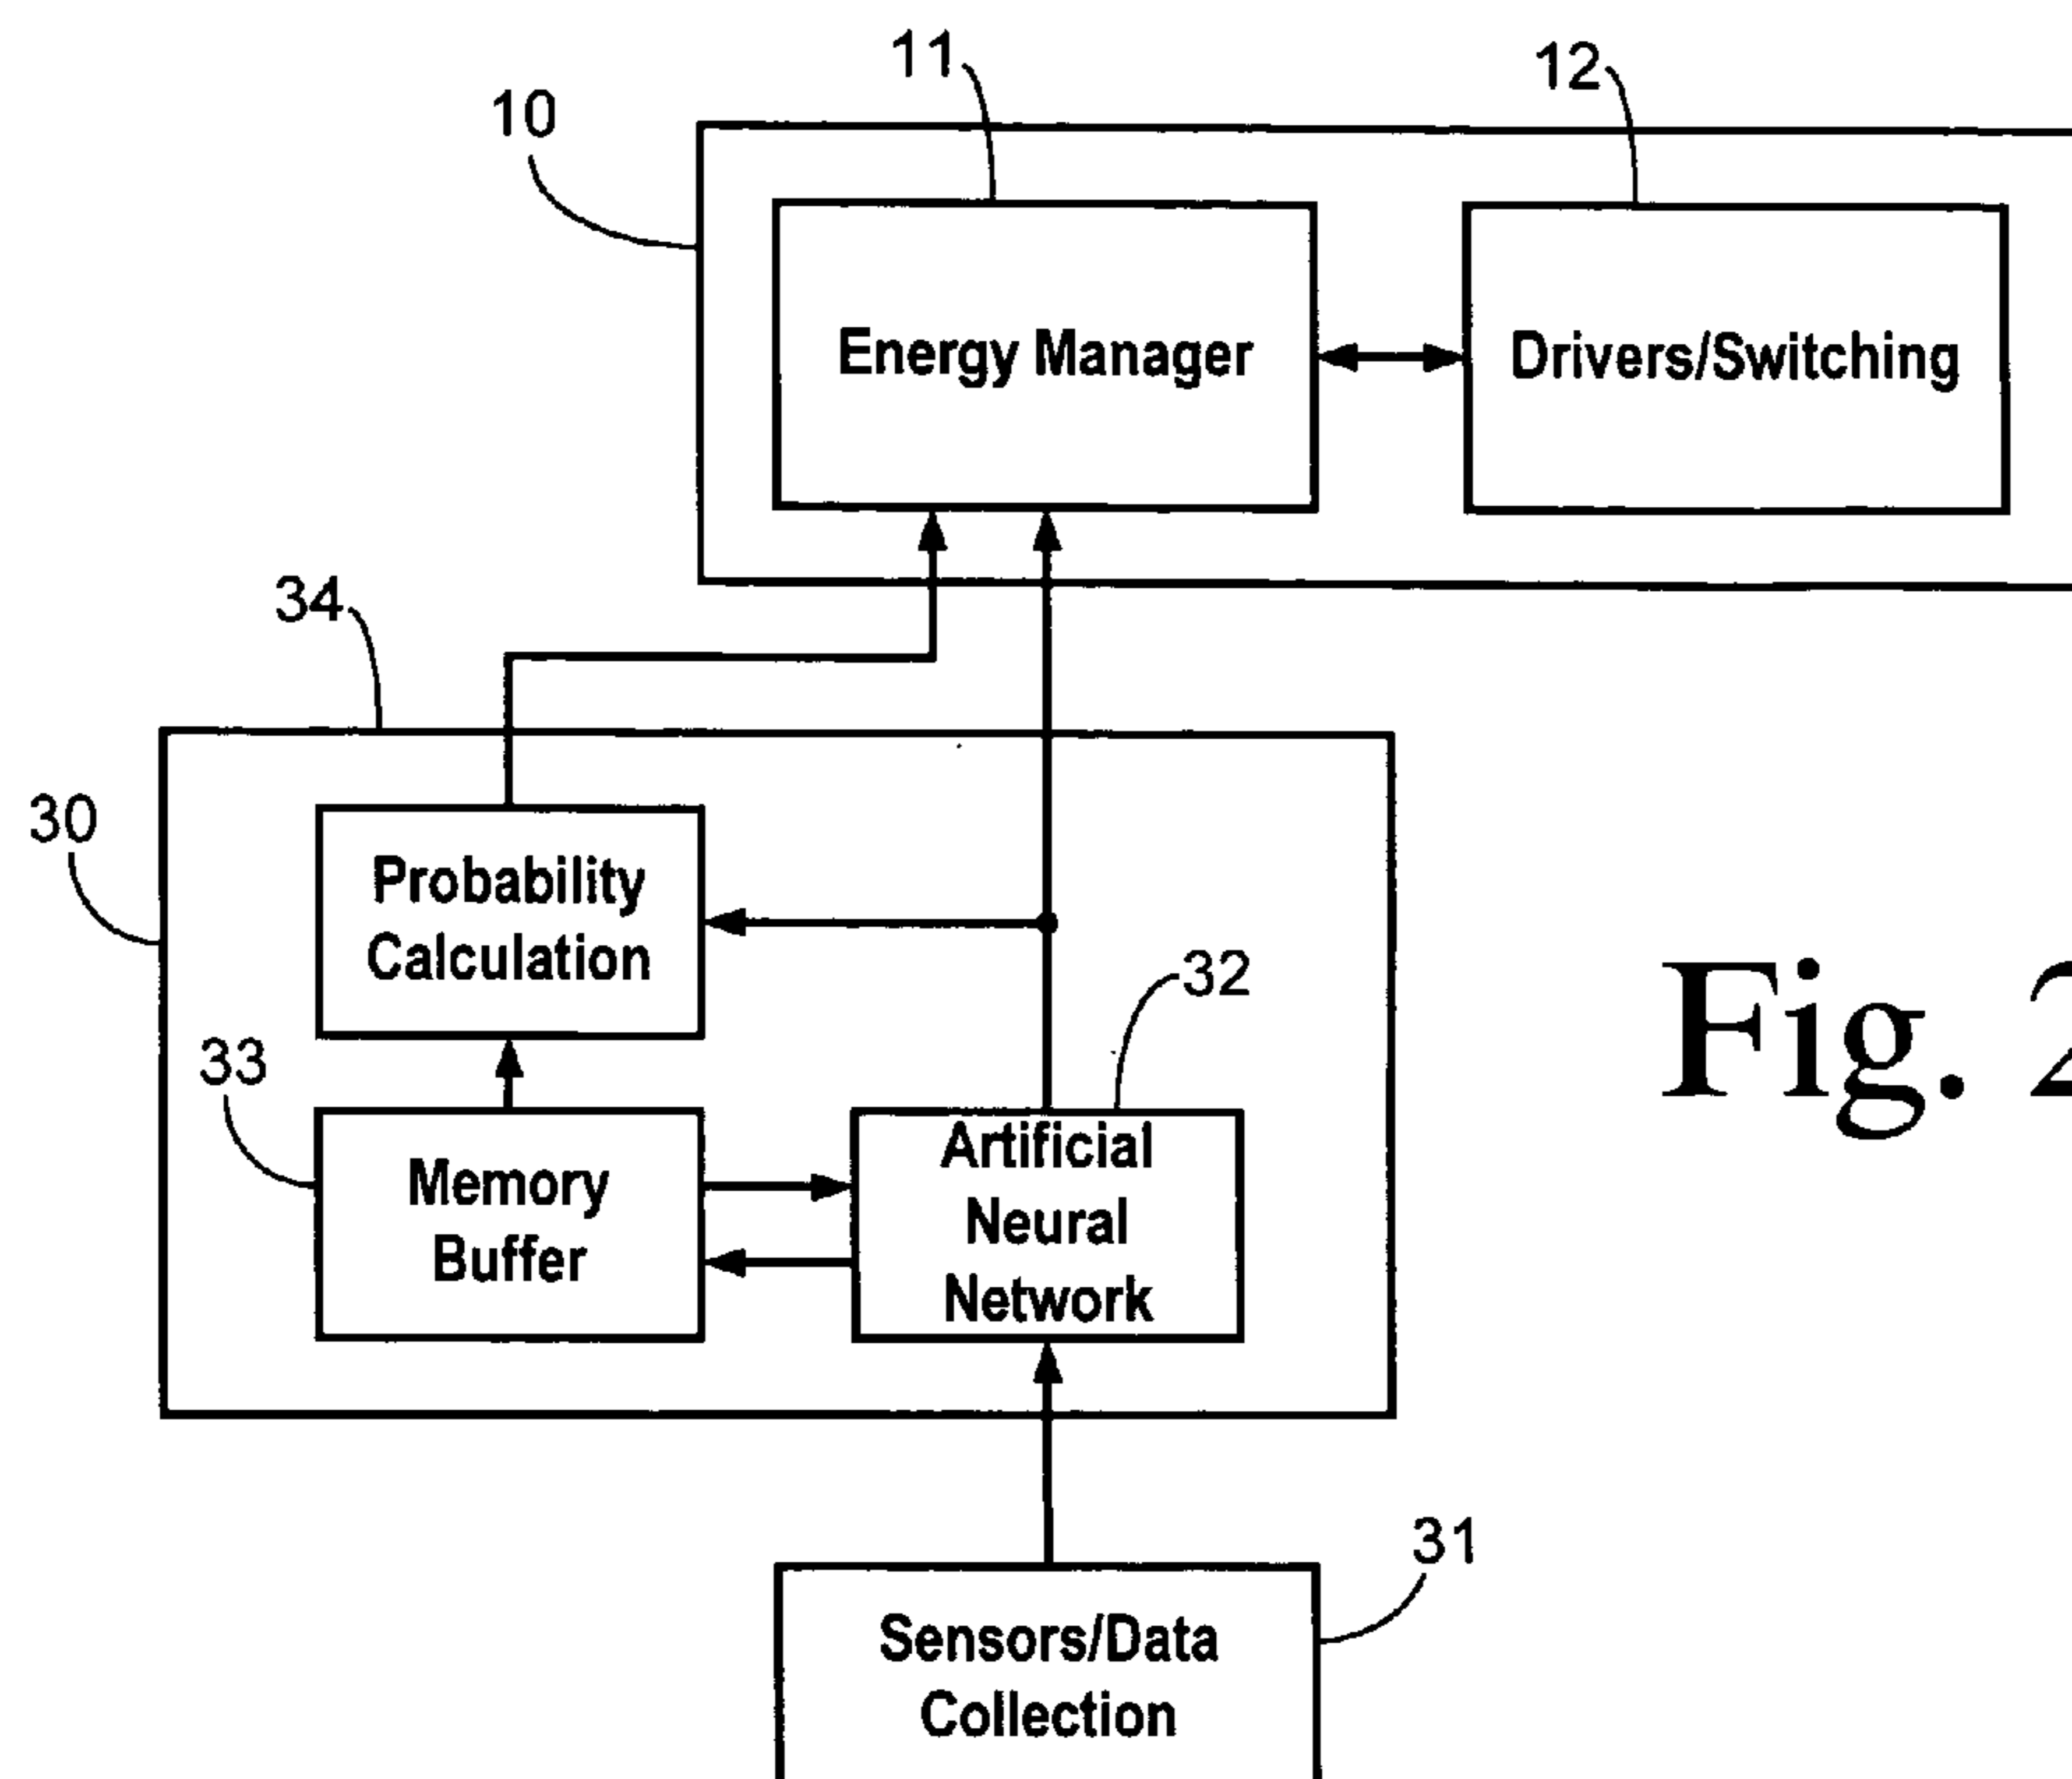 11
12
10
Energy Manager
Drivers/Switching
34
30
Probability
Calculation
32
33
Memory
Buffer
Artificial
Neural
Network
Fig. 2
31
Sensors/Data
Collection